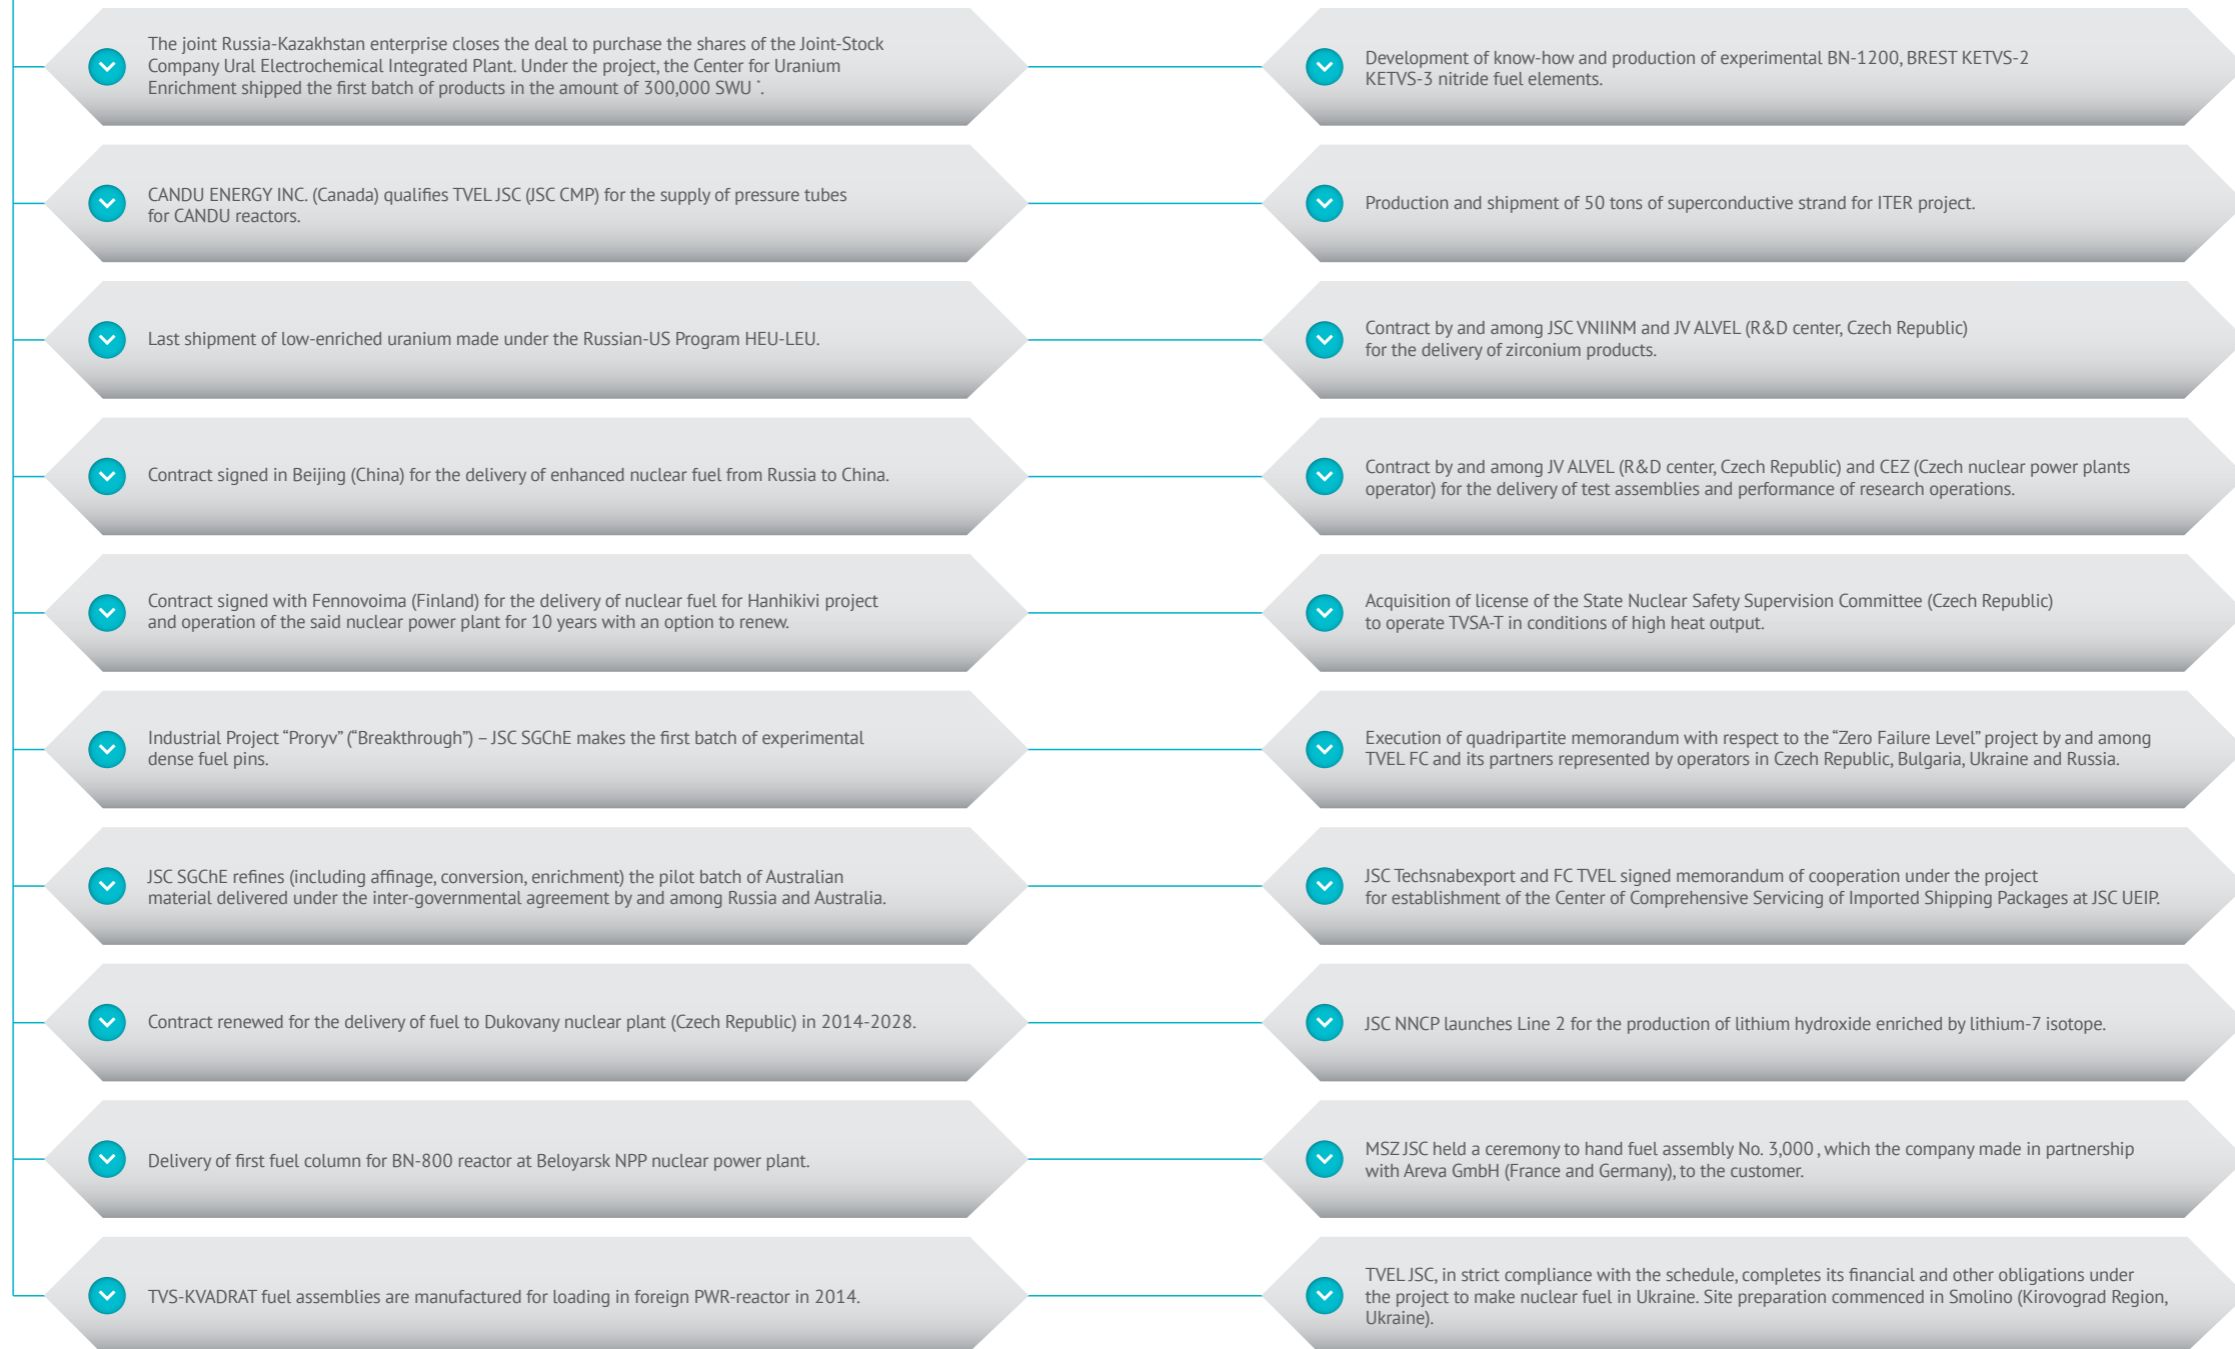 The joint Russia-Kazakhstan enterprise closes the deal to purchase the shares of the Joint-Stock
Company Ural Electrochemical Integrated Plant. Under the project, the Center for Uranium
Enrichment shipped the first batch of products in the amount of 300,000 SWU *.
Development of know-how and production of experimental BN-1200, BREST KETVS-2
KETVS-3 nitride fuel elements.
CANDU ENERGY INC. (Canada) qualifies TVEL JSC (JSC CMP) for the supply of pressure tubes
for CANDU reactors.
Production and shipment of 50 tons of superconductive strand for ITER project.
Last shipment of low-enriched uranium made under the Russian-US Program HEU-LEU.
Contract by and among JSC VNIINM and JV ALVEL (R&D center, Czech Republic)
for the delivery of zirconium products.
Contract signed in Beijing (China) for the delivery of enhanced nuclear fuel from Russia to China.
Contract by and among JV ALVEL (R&D center, Czech Republic) and CEZ (Czech nuclear power plants
operator) for the delivery of test assemblies and performance of research operations.
Contract signed with Fennovoima (Finland) for the delivery of nuclear fuel for Hanhikivi project
and operation of the said nuclear power plant for 10 years with an option to renew.
Acquisition of license of the State Nuclear Safety Supervision Committee (Czech Republic)
to operate TVSA-T in conditions of high heat output.
Industrial Project “Proryv” (“Breakthrough”) – JSC SGChE makes the first batch of experimental
dense fuel pins.
Execution of quadripartite memorandum with respect to the “Zero Failure Level” project by and among
TVEL FC and its partners represented by operators in Czech Republic, Bulgaria, Ukraine and Russia.
JSC SGChE refines (including affinage, conversion, enrichment) the pilot batch of Australian
material delivered under the inter-governmental agreement by and among Russia and Australia.
JSC Techsnabexport and FC TVEL signed memorandum of cooperation under the project
for establishment of the Center of Comprehensive Servicing of Imported Shipping Packages at JSC UEIP.
Contract renewed for the delivery of fuel to Dukovany nuclear plant (Czech Republic) in 2014-2028.
JSC NNCP launches Line 2 for the production of lithium hydroxide enriched by lithium-7 isotope.
Delivery of first fuel column for BN-800 reactor at Beloyarsk NPP nuclear power plant.
MSZ JSC held a ceremony to hand fuel assembly No. 3,000 , which the company made in partnership
with Areva GmbH (France and Germany), to the customer.
TVS-KVADRAT fuel assemblies are manufactured for loading in foreign PWR-reactor in 2014.
TVEL JSC, in strict compliance with the schedule, completes its financial and other obligations under
the project to make nuclear fuel in Ukraine. Site preparation commenced in Smolino (Kirovograd Region,
Ukraine).